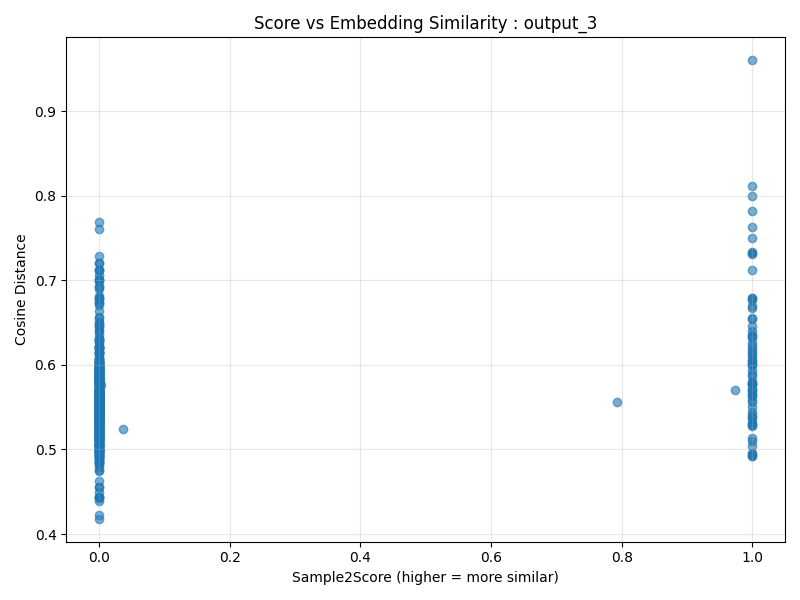 Score vs Embedding Similarity : output_3
Cosine Distance
0.9
0.8
0.7
0.6
0.5
0.4
0.0 0.2 0.4 0.6 0.8 1.0
Sample2Score (higher = more similar)